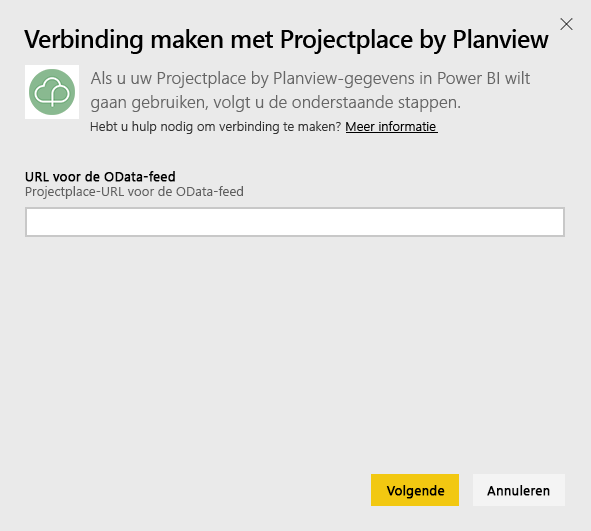 Verbinding maken met Projectplace by Planview
Als u uw Projectplace by Planview-gegevens in Power BI wilt
gaan gebruiken, volgt u de onderstaande stappen.
Hebt u hulp nodig om verbinding te maken? Meer informatie
URL voor de OData-feed
Projectplace-URL voor de OData-feed
Volgende
Annuleren